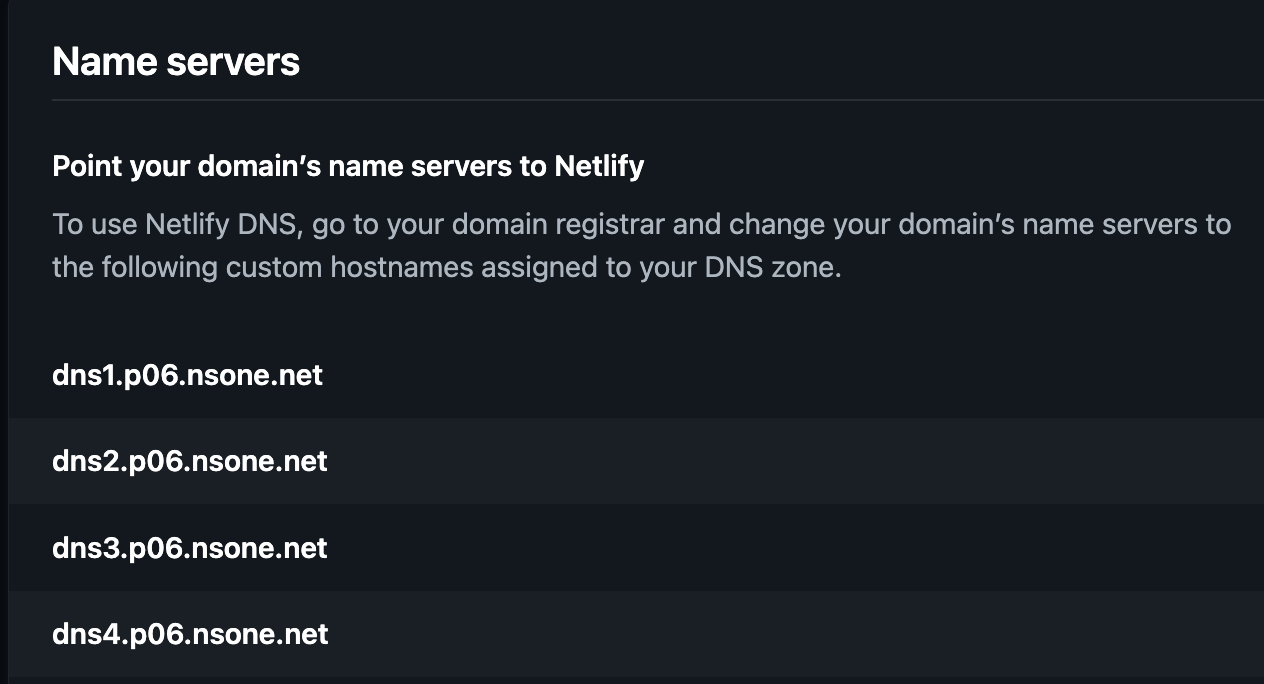 Name servers
Point your domain’s name servers to Netlify
To use Netlify DNS, go to your domain registrar and change your domain’s name servers to
the following custom hostnames assigned to your DNS zone.
dns1.p06.nsone.net
dns2.p06.nsone.net
dns3.p06.nsone.net
dns4.p06.nsone.net